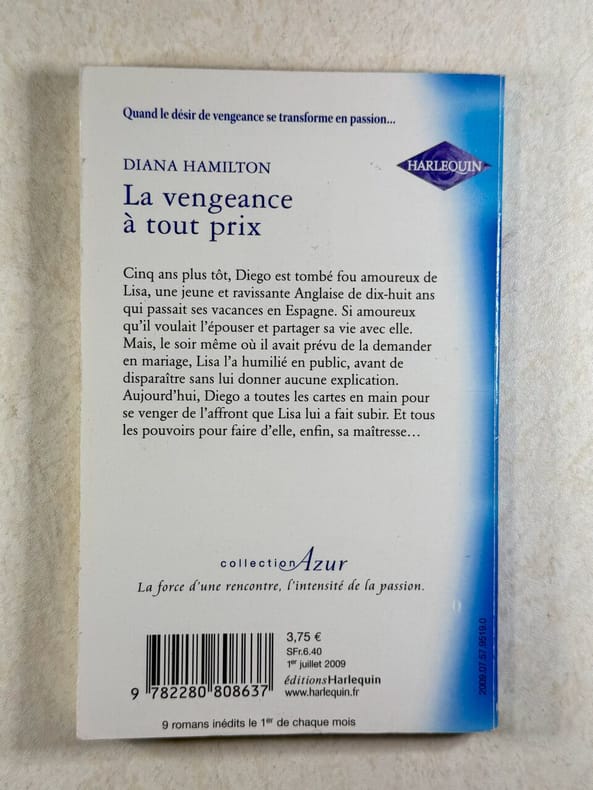 Quand le désir de vengeance se transforme en passion...
DIANA HAMILTON
HARLEQUIN
La vengeance
à tout prix
Cinq ans plus tôt, Diego est tombé fou amoureux de
Lisa, une jeune et ravissante Anglaise de dix-huit ans
qui passait ses vacances en Espagne. Si amoureux
qu'il voulait l'épouser et partager sa vie avec elle.
Mais, le soir même où il avait prévu de la demander
en mariage, Lisa l'a humilié en public, avant de
disparaître sans lui donner aucune explication.
Aujourd'hui, Diego a toutes les cartes en main pour
se venger de l'affront que Lisa lui a fait subir. Et tous
les pouvoirs pour faire d'elle, enfin, sa maîtresse...
collection Azur
La force d'une rencontre, l'intensité de la passion.
3,75 €
SFr.6.40
1er juillet 2009
éditionsHarlequin
www.harlequin.fr
9 782280 808637
9 romans inédits le 1er de chaque mois
2009.07.57.9519.0